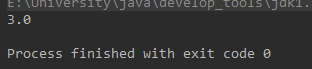 E:\University\java\develop_tools\jdk1.
3.0
Process finished with exit code 0